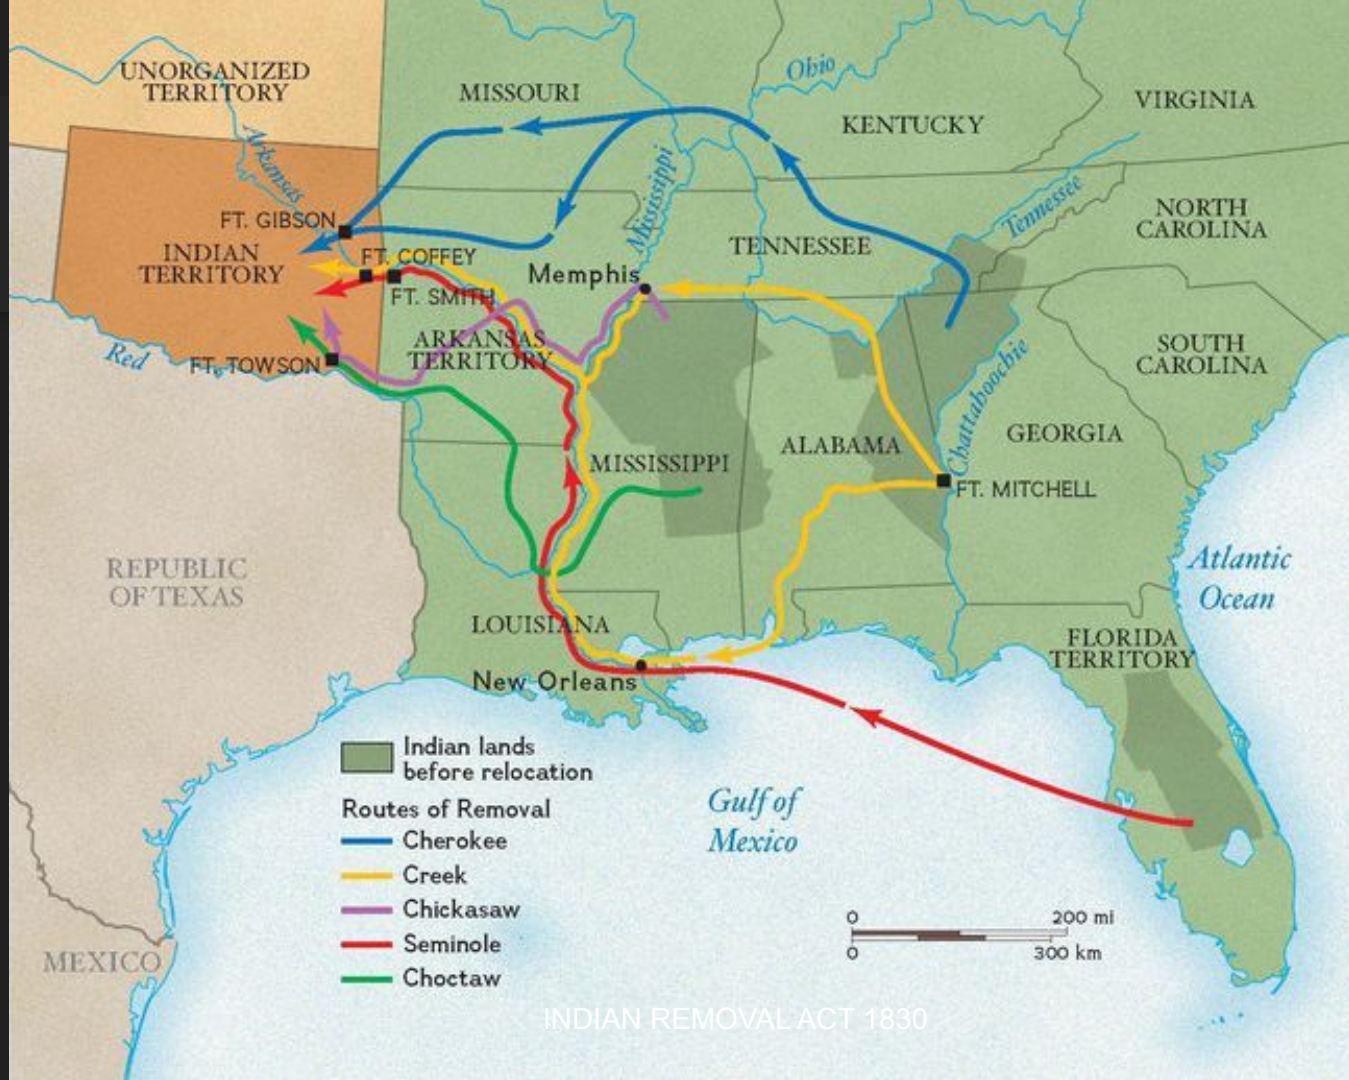 UNORGANIZED
TERRITORY
MISSOURI
Ohio
KENTUCKY
VIRGINIA
Arkansas
Mississippi
Tennessee
NORTH
CAROLINA
FT. GIBSON
INDIAN
TERRITORY
FT. COFFEY
Memphis
TENNESSEE
FT. SMITH
ARKANSAS
TERRITORY
Red
FT. TOWSON
SOUTH
CAROLINA
Chattahoochie
MISSISSIPPI
ALABAMA
GEORGIA
FT. MITCHELL
REPUBLIC
OF TEXAS
Atlantic
Ocean
LOUISIANA
FLORIDA
TERRITORY
New Orleans
Indian lands
before relocation
Routes of Removal
Cherokee
Creek
Chickasaw
Seminole
Choctaw
Gulf of
Mexico
0 200 mi
0 300 km
MEXICO
INDIAN REMOVAL ACT 1830